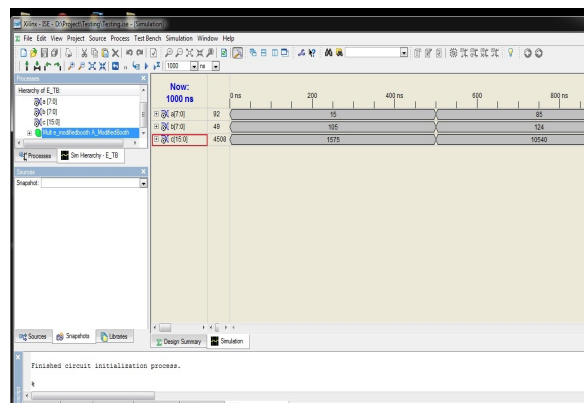 Xilinx - ISE - D:\Project\Testing\Testing.ise - [Simulation]
File Edit View Project Source Process Test Bench Simulation Window Help
1000 ns
Processes
Hierarchy of E_TB:
a [7:0]
b [7:0]
c [15:0]
Processes Sim Hierarchy - E_TB
Sources
Snapshot:
Sources Snapshots Libraries
Now:
1000 ns
0 ns 200 400 ns 600 800 ns
a[7:0] 92 15 85
b[7:0] 49 105 124
c[15:0] 4508 1575 10540
Design Summary Simulation
Finished circuit initialization process.
%